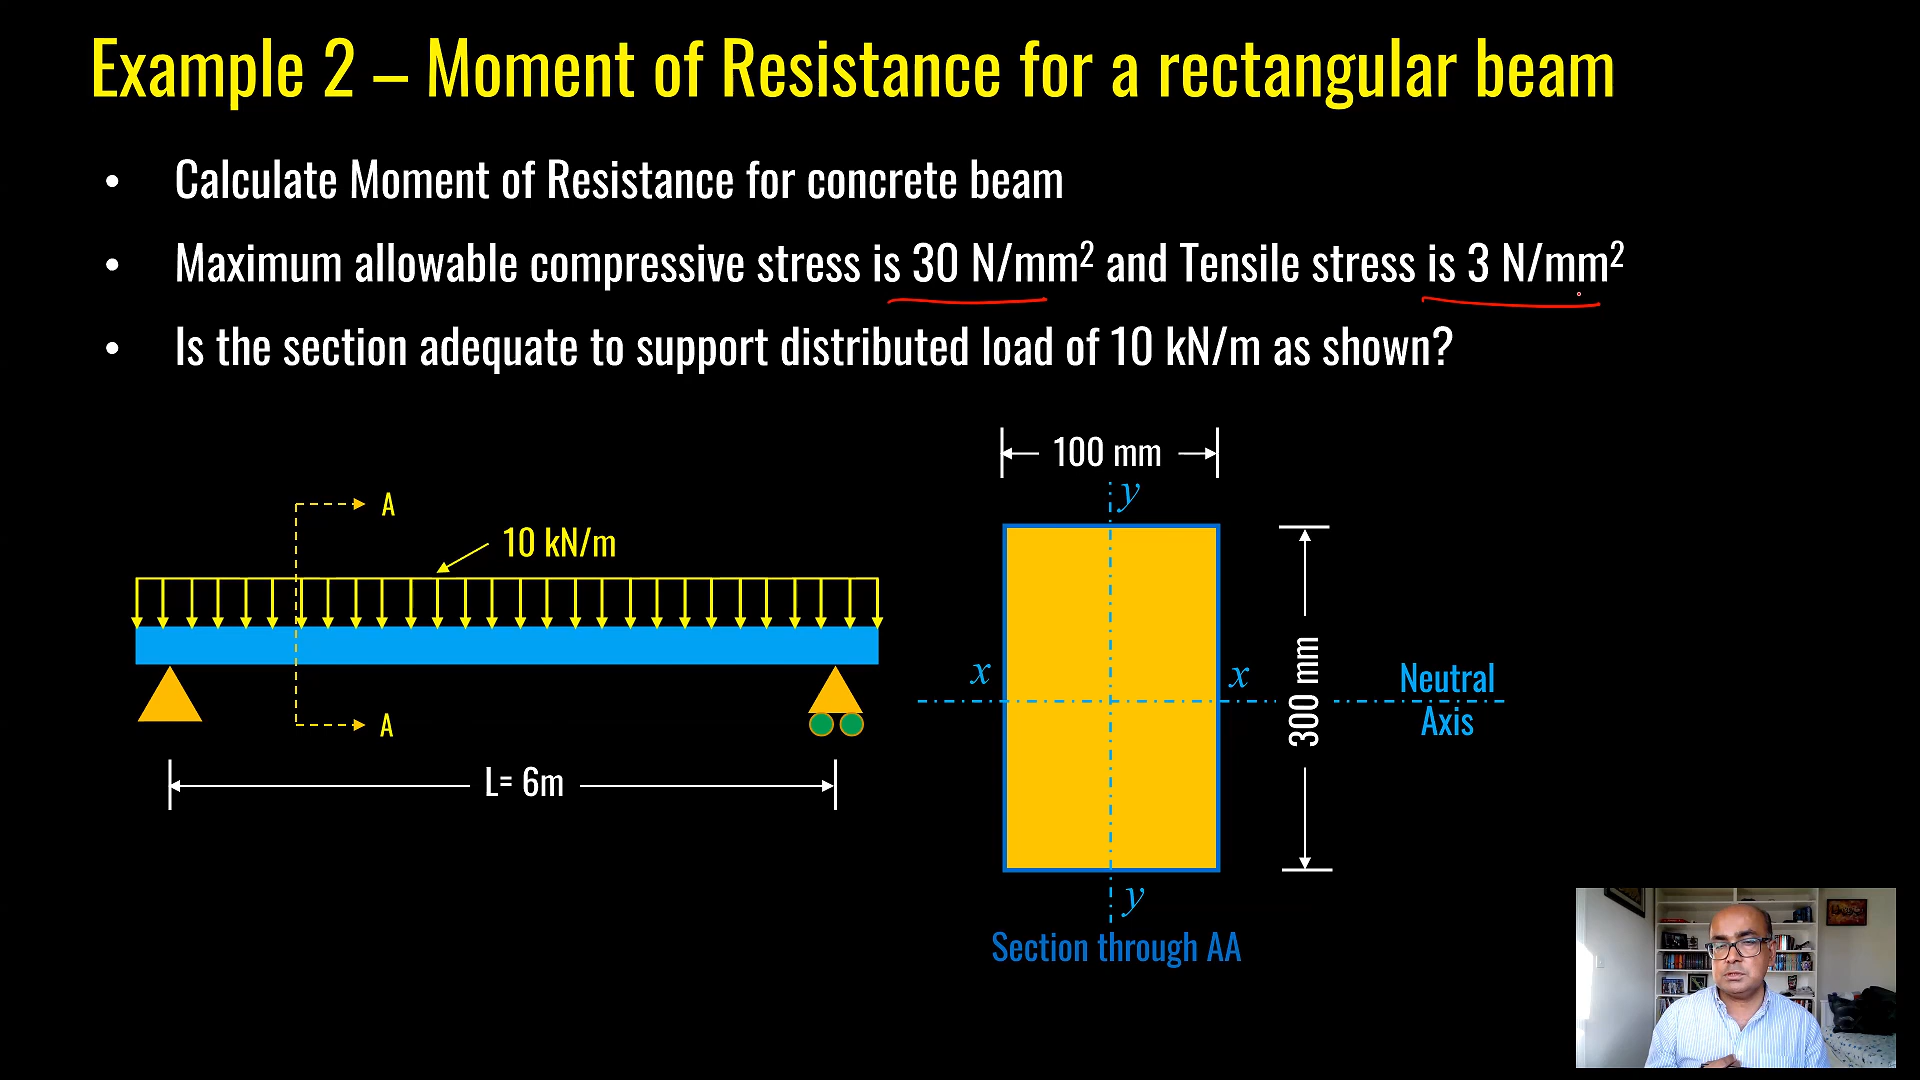 Example 2 – Moment of Resistance for a rectangular beam
• Calculate Moment of Resistance for concrete beam
• Maximum allowable compressive stress is 30 N/mm² and Tensile stress is 3 N/mm²
• Is the section adequate to support distributed load of 10 kN/m as shown?
100 mm
y
A
10 kN/m
x
x
300 mm
Neutral
Axis
A
L= 6m
y
Section through AA